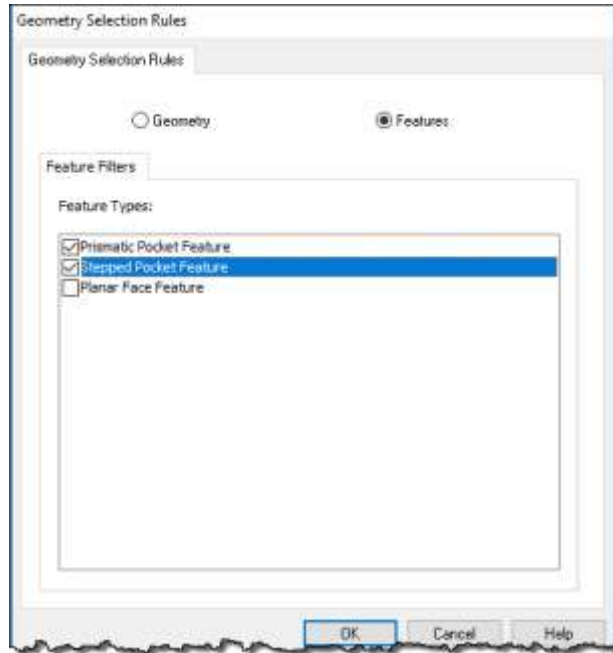 Geometry Selection Rules
Geometry Selection Rules
Geometry Features
Feature Filters
Feature Types:
Prismatic Pocket Feature
Stepped Pocket Feature
Planar Face Feature
OK Cancel Help